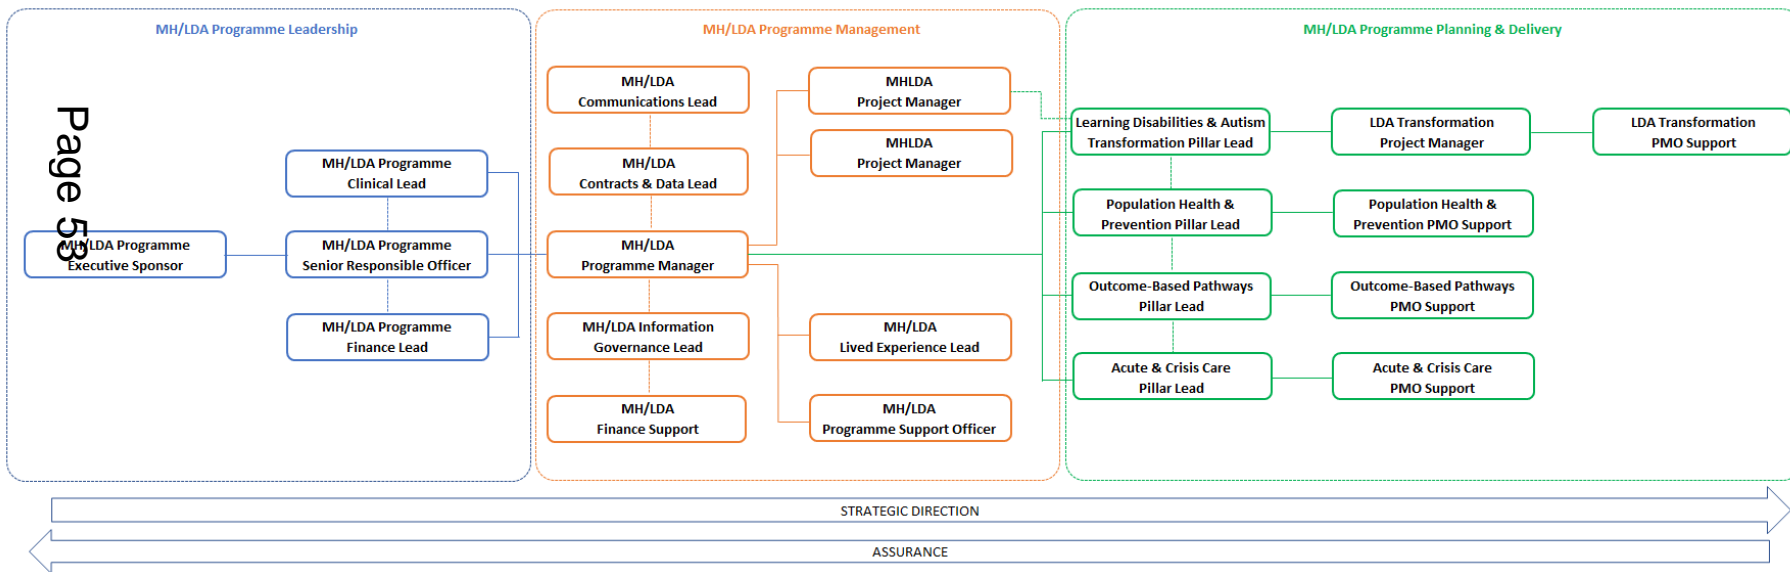 MH/LDA Programme Leadership
Page 53
MH/LDA Programme
Executive Sponsor
MH/LDA Programme
Clinical Lead
MH/LDA Programme
Senior Responsible Officer
MH/LDA Programme
Finance Lead
MH/LDA Programme Management
MH/LDA
Communications Lead
MH/LDA
Contracts & Data Lead
MH/LDA
Programme Manager
MH/LDA Information
Governance Lead
MH/LDA
Finance Support
MHLDA
Project Manager
MHLDA
Project Manager
MH/LDA
Lived Experience Lead
MH/LDA
Programme Support Officer
MH/LDA Programme Planning & Delivery
Learning Disabilities & Autism
Transformation Pillar Lead
LDA Transformation
Project Manager
LDA Transformation
PMO Support
Population Health &
Prevention Pillar Lead
Population Health &
Prevention PMO Support
Outcome-Based Pathways
Pillar Lead
Outcome-Based Pathways
PMO Support
Acute & Crisis Care
Pillar Lead
Acute & Crisis Care
PMO Support
STRATEGIC DIRECTION
ASSURANCE